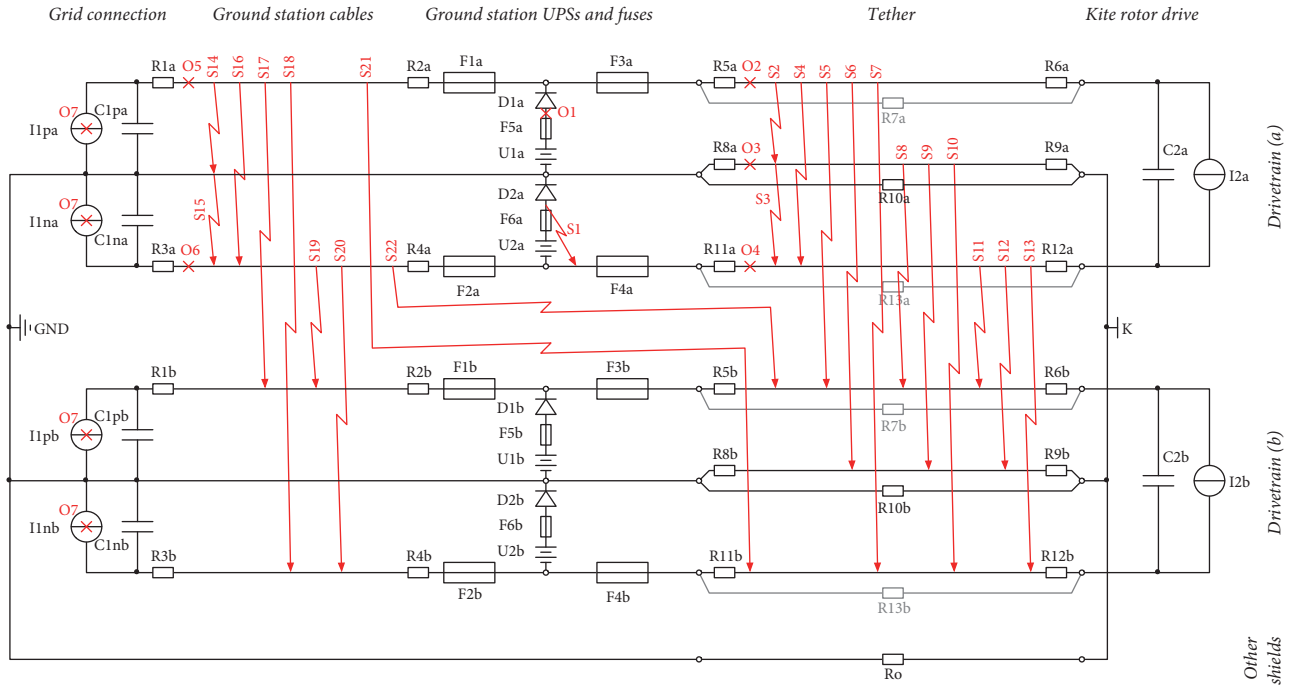 Grid connection
Ground station cables
Ground station UPSs and fuses
Tether
Kite rotor drive
R1a
O5
S14
S16
S17
S18
S21
R2a
F1a
F3a
R5a
O2
S2
S4
S5
S6
S7
R6a
O7
C1pa
I1pa
D1a
O1
F5a
U1a
R7a
R8a
O3
S8
S9
S10
R9a
C2a
I2a
Drivetrain (a)
O7
I1na
C1na
S15
D2a
F6a
U2a
S1
S3
R10a
R3a
O6
S19
S20
S22
R4a
F2a
F4a
R11a
O4
S11
S12
S13
R12a
R13a
GND
K
R1b
R2b
F1b
F3b
R5b
R6b
O7
C1pb
I1pb
D1b
F5b
U1b
R7b
R8b
R9b
C2b
I2b
Drivetrain (b)
O7
I1nb
C1nb
D2b
F6b
U2b
R10b
R3b
R4b
F2b
F4b
R11b
R12b
R13b
Ro
Other
shields